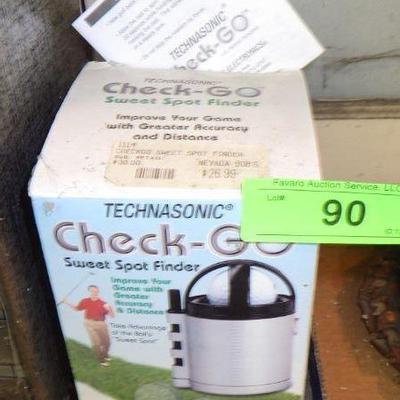 TECHNASONIC
Check-GO
TECHNASONIC®
Check-GO
Sweet Spot Finder
Improve Your Game
with Greater Accuracy
and Distance
CHECKGO SWEET SPOT FINDER
NEVADA BOB'S
$30.00
$26.99
Favaro Auction Service, LLC
Lot#:
90
TECHNASONIC®
Check-GO
Sweet Spot Finder
Improve Your
Game with
Greater
Accuracy
& Distance
Take Advantage
of the Ball's
"Sweet Spot"